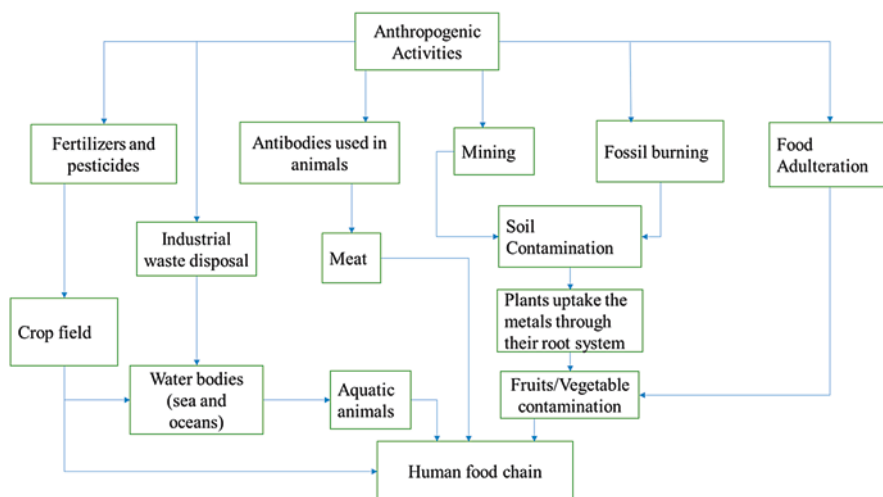 Anthropogenic
Activities
Fertilizers and
pesticides
Antibodies used in
animals
Mining
Fossil burning
Food
Adulteration
Industrial
waste disposal
Meat
Soil
Contamination
Crop field
Plants uptake the
metals through
their root system
Water bodies
(sea and
oceans)
Aquatic
animals
Fruits/Vegetable
contamination
Human food chain